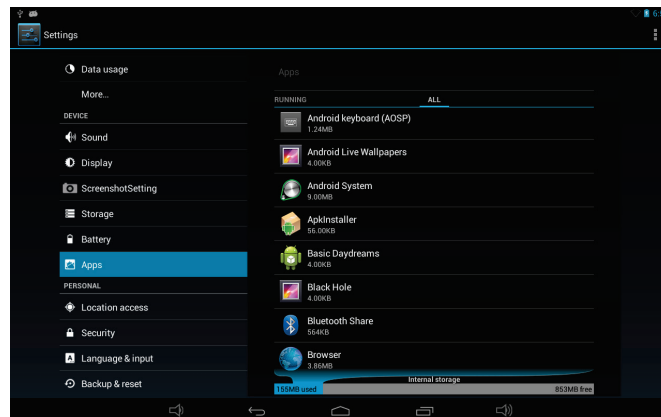 6:
Settings
Data usage
More...
DEVICE
Sound
Display
ScreenshotSetting
Storage
Battery
Apps
PERSONAL
Location access
Security
A Language & input
Backup & reset
Apps
RUNNING ALL
Android keyboard (AOSP)
1.24MB
Android Live Wallpapers
4.00KB
Android System
9.00MB
ApkInstaller
56.00KB
Basic Daydreams
4.00KB
Black Hole
4.00KB
Bluetooth Share
564KB
Browser
3.86MB
Internal storage
155MB used 853MB free